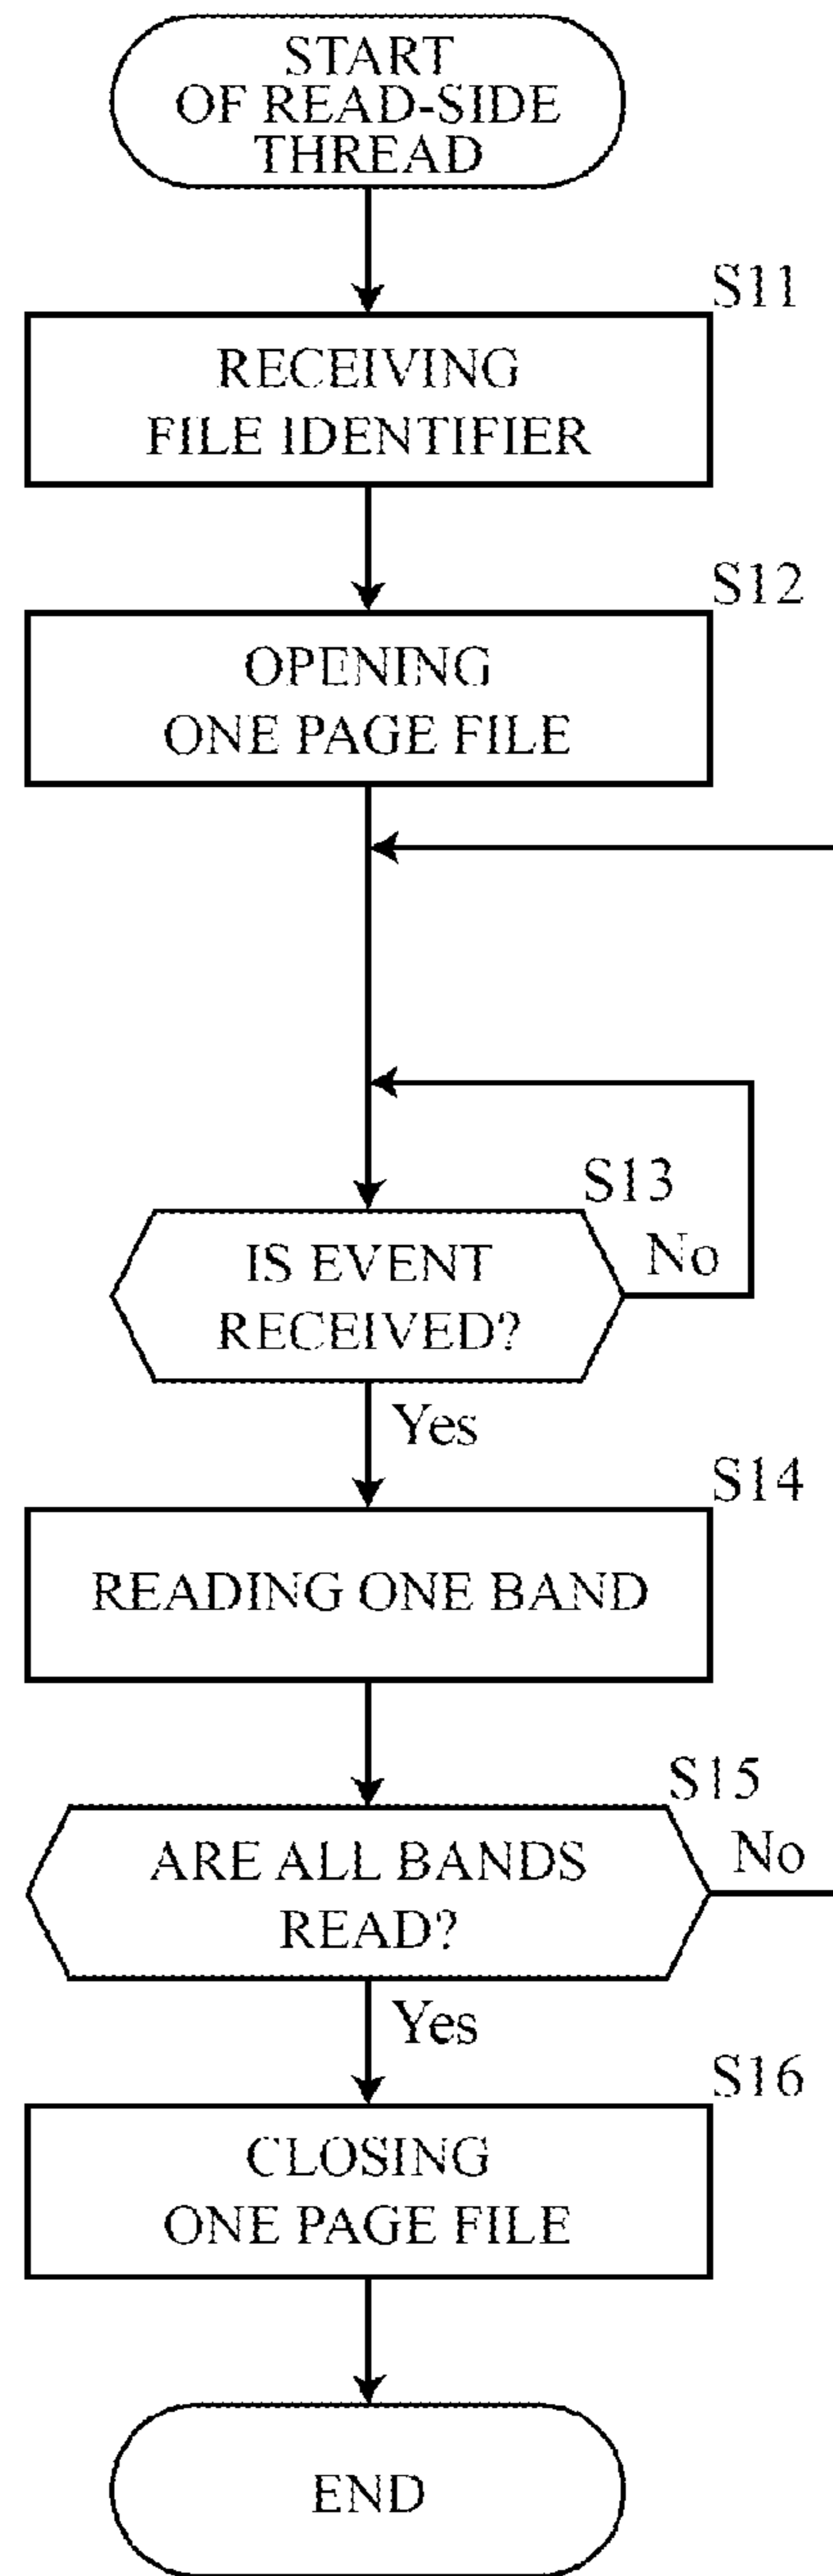 START
OF READ-SIDE
THREAD
S11
RECEIVING
FILE IDENTIFIER
S12
OPENING
ONE PAGE FILE
S13
IS EVENT
RECEIVED?
No
Yes
S14
READING ONE BAND
S15
ARE ALL BANDS
READ?
No
Yes
S16
CLOSING
ONE PAGE FILE
END